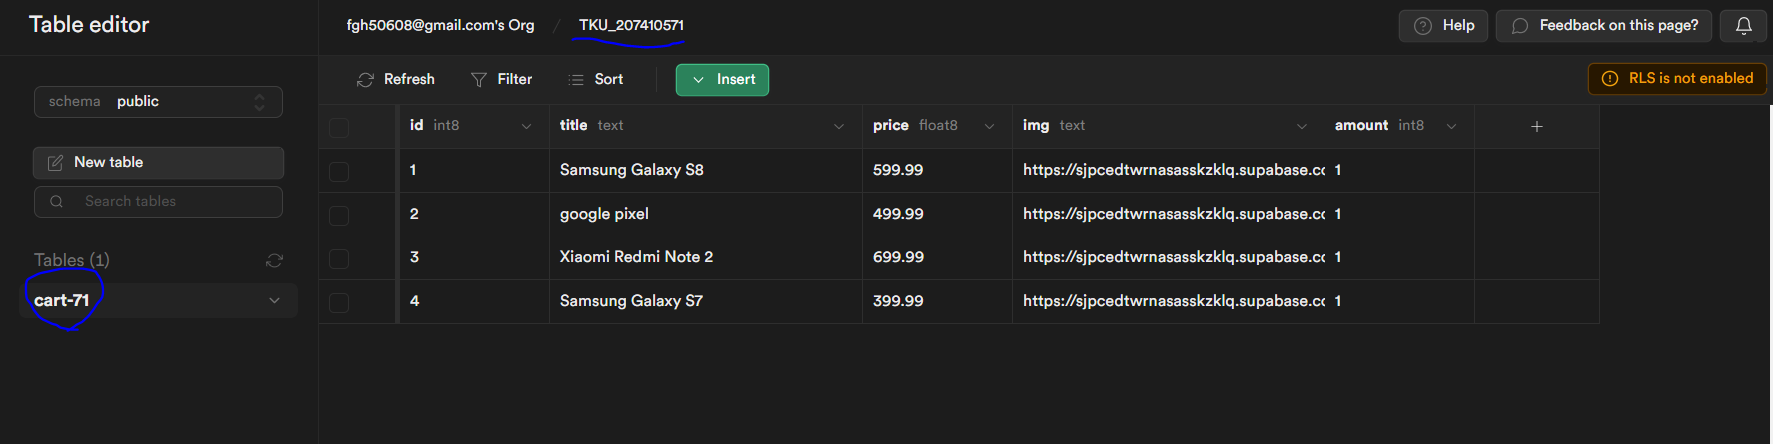 Table editor
fgh50608@gmail.com's Org / TKU_207410571
Help
Feedback on this page?
schema public
New table
Search tables
Tables (1)
cart-71
Refresh
Filter
Sort
Insert
RLS is not enabled
id int8 title text price float8 img text amount int8 +
1 Samsung Galaxy S8 599.99 https://sjpcedtwrnasasskzklq.supabase.cc 1
2 google pixel 499.99 https://sjpcedtwrnasasskzklq.supabase.cc 1
3 Xiaomi Redmi Note 2 699.99 https://sjpcedtwrnasasskzklq.supabase.cc 1
4 Samsung Galaxy S7 399.99 https://sjpcedtwrnasasskzklq.supabase.cc 1